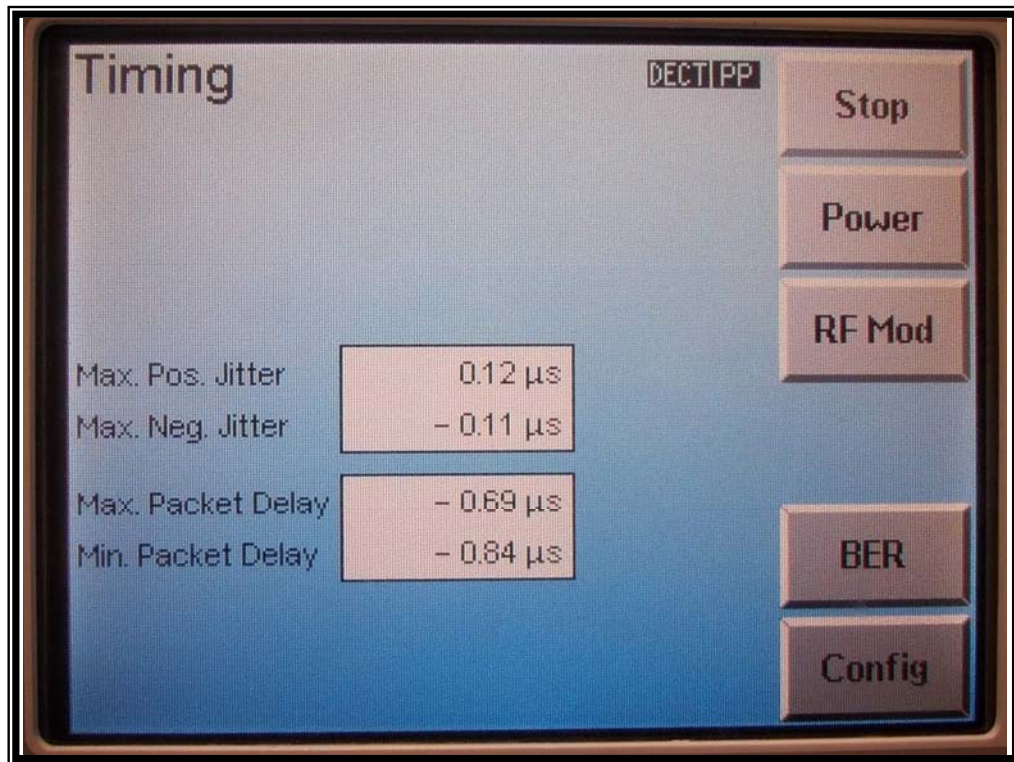 Timing
DECT PP
Stop
Power
RF Mod
Max. Pos. Jitter 0.12 µs
Max. Neg. Jitter – 0.11 µs
Max. Packet Delay – 0.69 µs
Min. Packet Delay – 0.84 µs
BER
Config